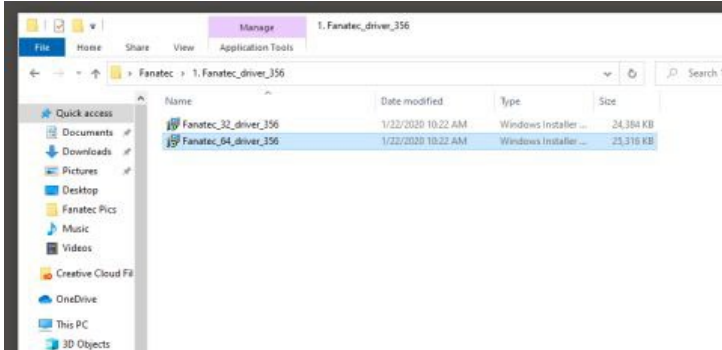 Manage 1. Fanatec_driver_356
File Home Share View Application Tools
Fanatec › 1. Fanatec_driver_356 Search
Name Date modified Type Size
Quick access
Fanatec_32_driver_356 1/22/2020 10:22 AM Windows Installer ... 24,384 KB
Documents
Fanatec_64_driver_356 1/22/2020 10:22 AM Windows Installer ... 25,316 KB
Downloads
Pictures
Desktop
Fanatec Pics
Music
Videos
Creative Cloud Fil
OneDrive
This PC
3D Objects